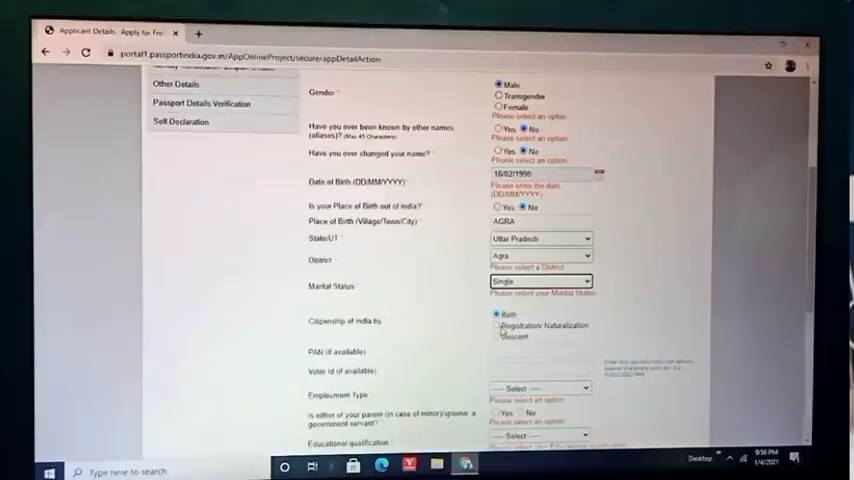 Applicant Details : Apply for Fre
portal1.passportindia.gov.in/AppOnlineProject/secure/appDetailAction
Other Details
Passport Details Verification
Self Declaration
Gender *
Male
Transgender
Female
Please select an option
Have you ever been known by other names (aliases)? (Max 45 Characters)
Yes No
Please select an option
Have you ever changed your name? *
Yes No
Please select an option
Date of Birth (DD/MM/YYYY) *
16/02/1990
Please enter the date
(DD/MM/YYYY)
Is your Place of Birth out of India? *
Yes No
Place of Birth (Village/Town/City) *
AGRA
State/UT *
Uttar Pradesh
District *
Agra
Please select a District
Marital Status
Single
Please select your Marital Status
Citizenship of India by
Birth
Registration/ Naturalization
Descent
PAN (if available)
Voter Id (if available)
Employment Type
---- Select ----
Please select an option
Is either of your parent (in case of minor)/spouse, a government servant? *
Yes No
Please select an option
Educational qualification *
---- Select ----
Type here to search
Desktop
9:56 PM
1/4/2021